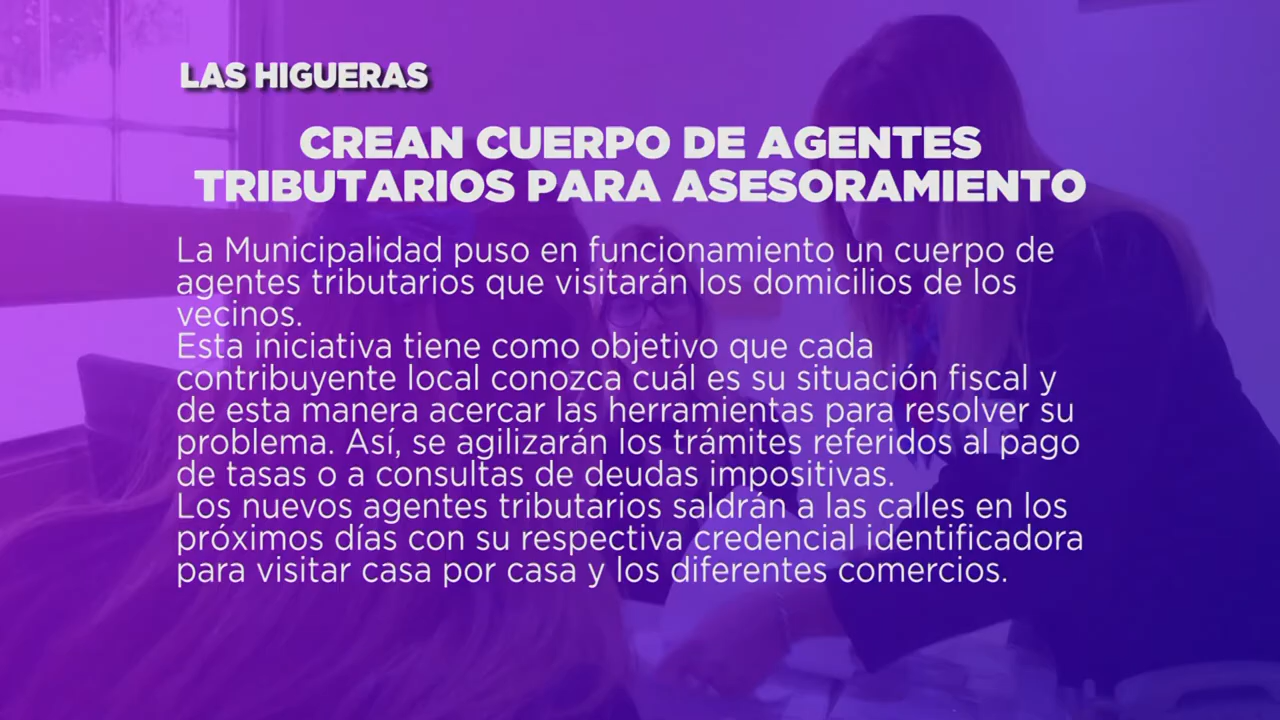 LAS HIGUERAS
CREAN CUERPO DE AGENTES
TRIBUTARIOS PARA ASESORAMIENTO
La Municipalidad puso en funcionamiento un cuerpo de
agentes tributarios que visitarán los domicilios de los
vecinos.
Esta iniciativa tiene como objetivo que cada
contribuyente local conozca cuál es su situación fiscal y
de esta manera acercar las herramientas para resolver su
problema. Así, se agilizarán los trámites referidos al pago
de tasas o a consultas de deudas impositivas.
Los nuevos agentes tributarios saldrán a las calles en los
próximos días con su respectiva credencial identificadora
para visitar casa por casa y los diferentes comercios.